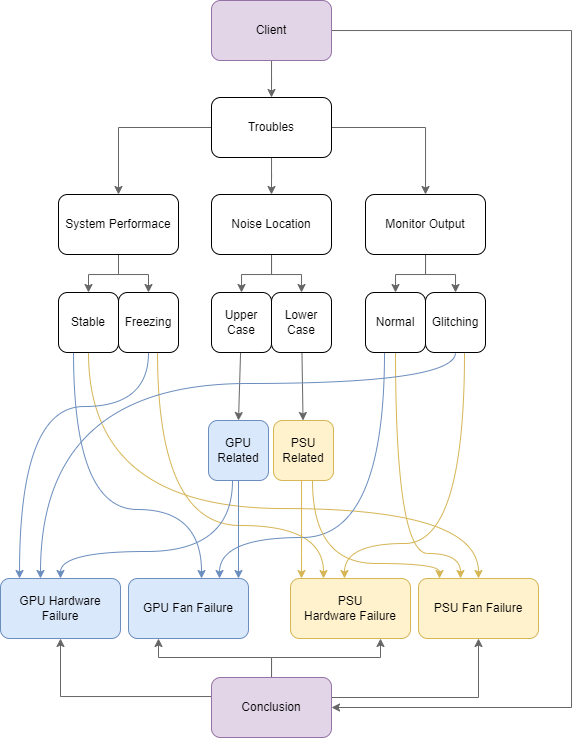 Client
Troubles
System Performace
Noise Location
Monitor Output
Stable
Freezing
Upper
Case
Lower
Case
Normal
Glitching
GPU
Related
PSU
Related
GPU Hardware
Failure
GPU Fan Failure
PSU
Hardware Failure
PSU Fan Failure
Conclusion